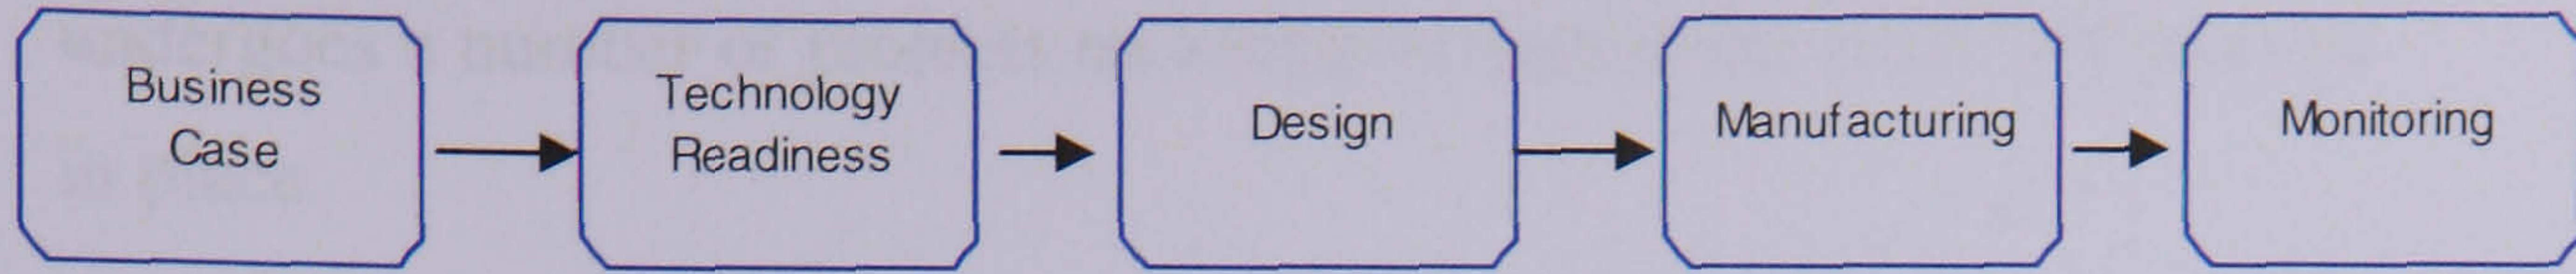 Business
Case
Technology
Readiness
Design
Manufacturing
Monitoring